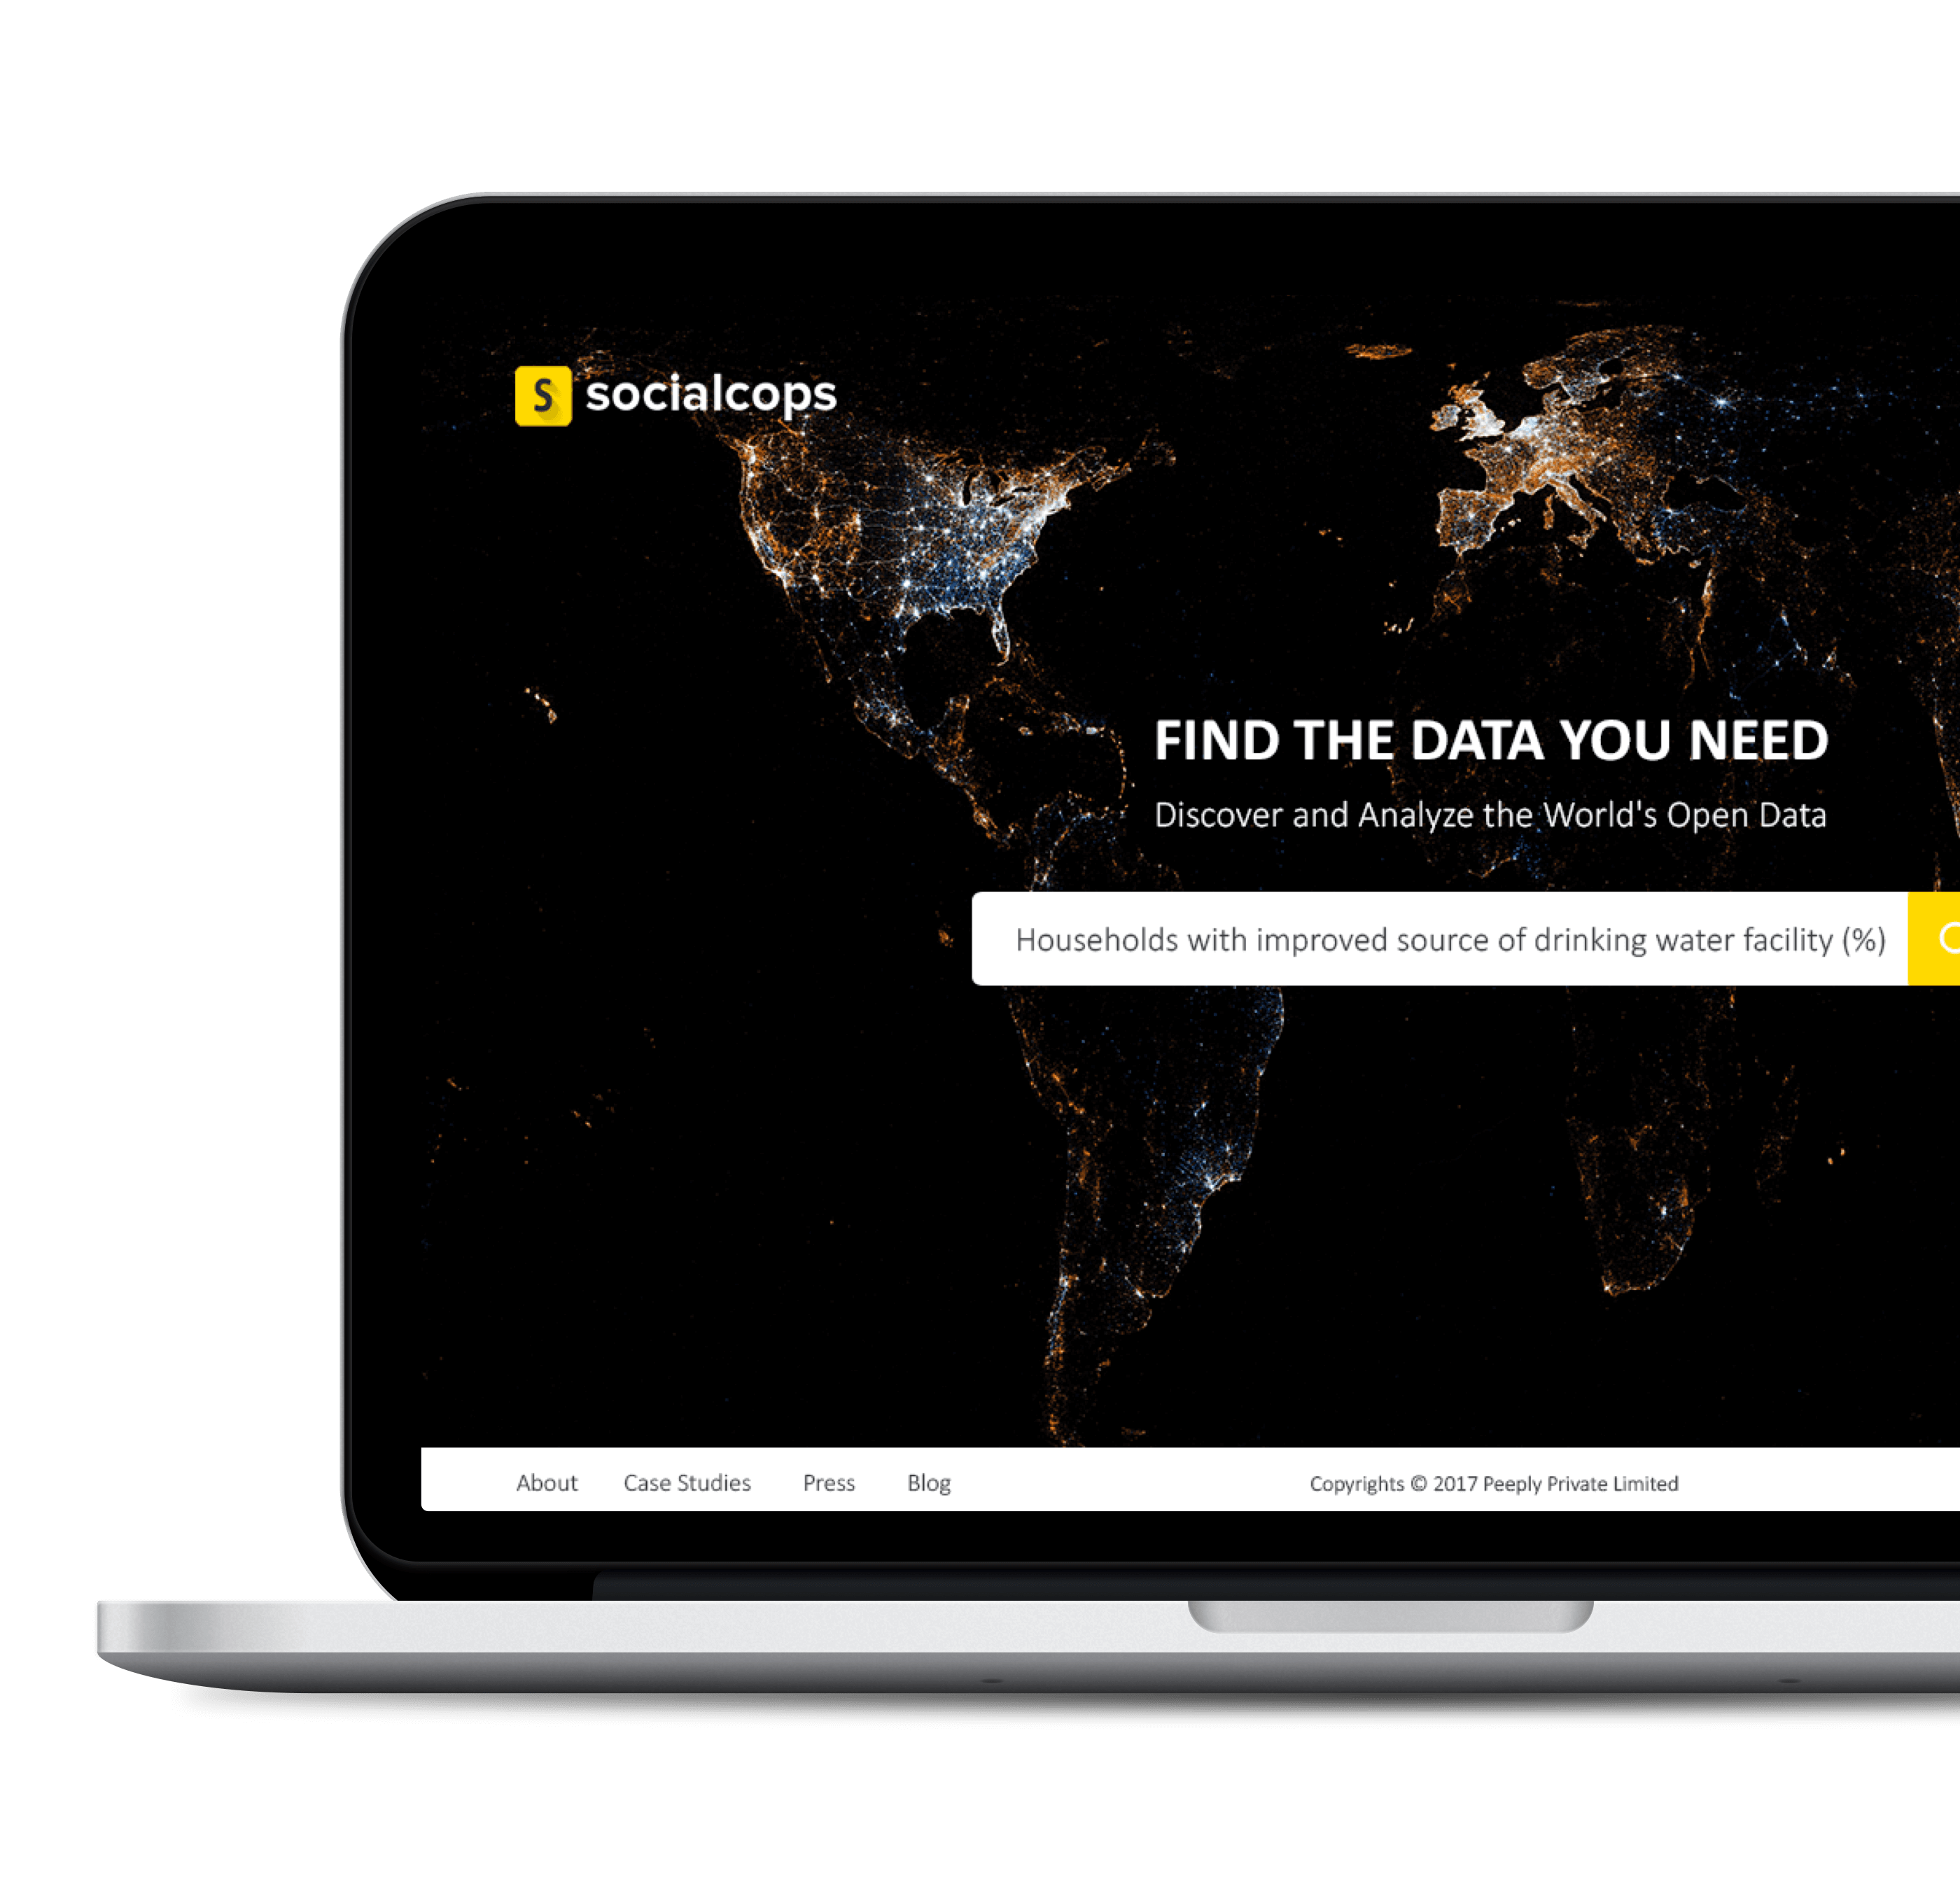 S socialcops
FIND THE DATA YOU NEED
Discover and Analyze the World's Open Data
Households with improved source of drinking water facility (%)
About Case Studies Press Blog Copyrights © 2017 Peeply Private Limited